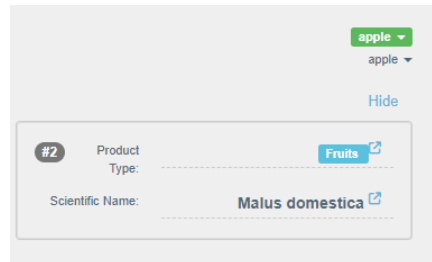 apple
apple
Hide
#2 Product Type: Fruits
Scientific Name: Malus domestica